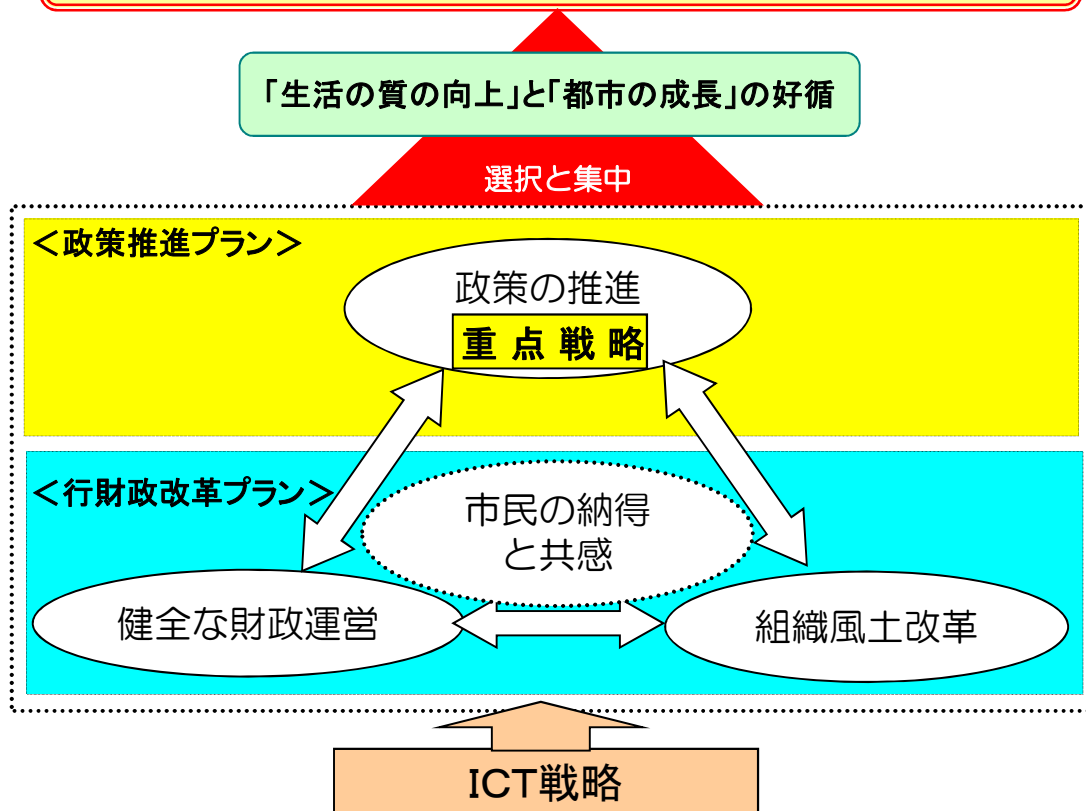 「生活の質の向上」と「都市の成長」の好循
選択と集中
＜政策推進プラン＞
政策の推進
重点戦略
＜行財政改革プラン＞
市民の納得
と共感
健全な財政運営
組織風土改革
ICT戦略